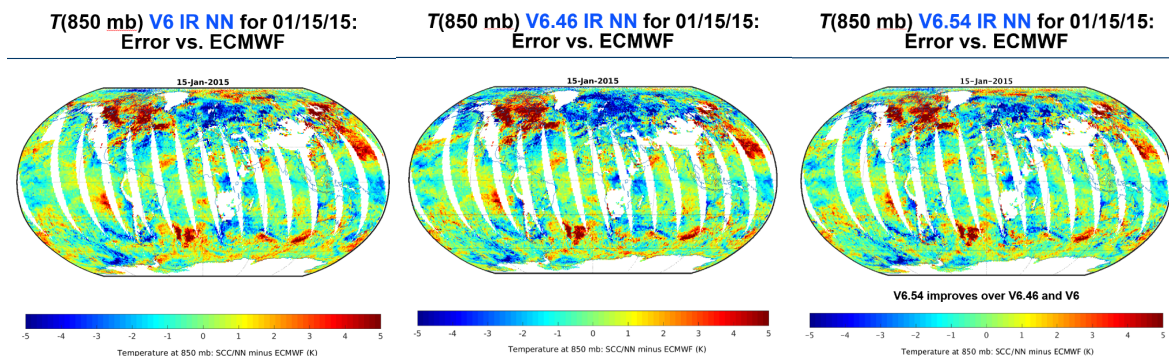 T(850 mb) V6 IR NN for 01/15/15:
Error vs. ECMWF
15-Jan-2015
-5 -4 -3 -2 -1 0 1 2 3 4 5
Temperature at 850 mb: SCC/NN minus ECMWF (K)
T(850 mb) V6.46 IR NN for 01/15/15:
Error vs. ECMWF
15-Jan-2015
-5 -4 -3 -2 -1 0 1 2 3 4 5
Temperature at 850 mb: SCC/NN minus ECMWF (K)
T(850 mb) V6.54 IR NN for 01/15/15:
Error vs. ECMWF
15-Jan-2015
V6.54 improves over V6.46 and V6
-5 -4 -3 -2 -1 0 1 2 3 4 5
Temperature at 850 mb: SCC/NN minus ECMWF (K)